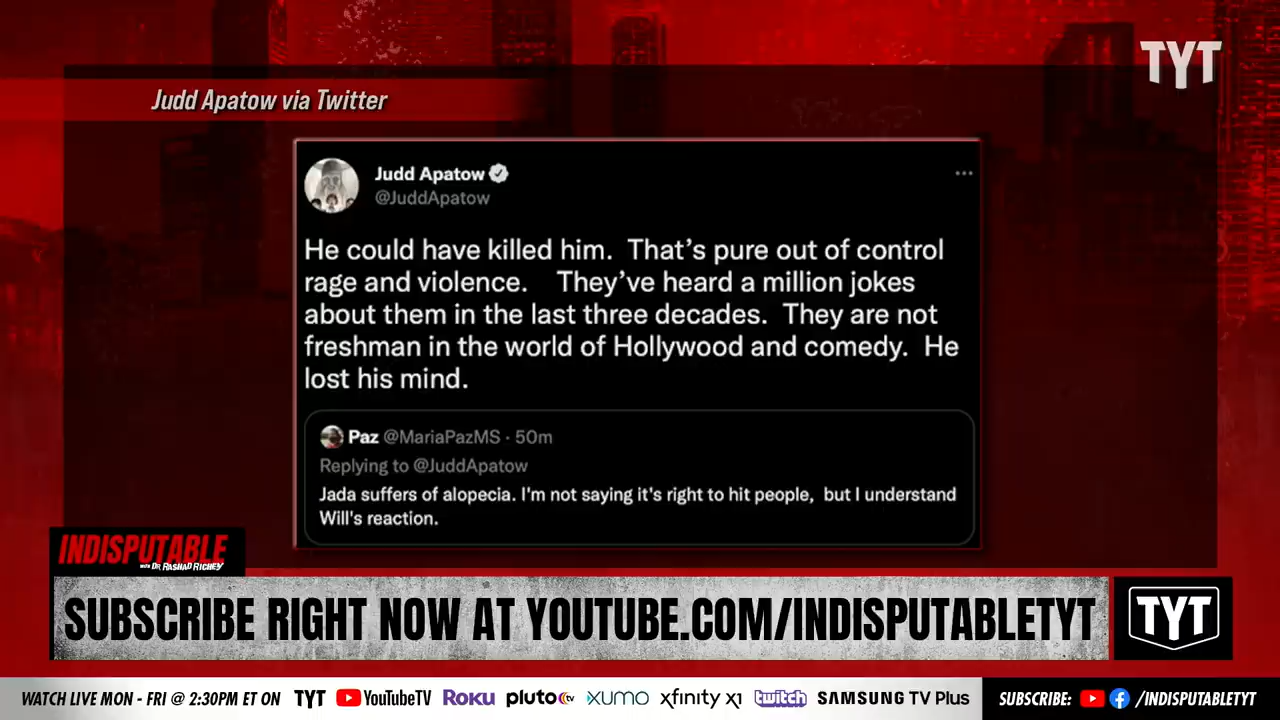 TYT
Judd Apatow via Twitter
Judd Apatow
@JuddApatow
He could have killed him. That's pure out of control
rage and violence. They've heard a million jokes
about them in the last three decades. They are not
freshman in the world of Hollywood and comedy. He
lost his mind.
Paz @MariaPazMS · 50m
Replying to @JuddApatow
Jada suffers of alopecia. I'm not saying it's right to hit people, but I understand
Will's reaction.
INDISPUTABLE
WITH DR. RASHAD RICHEY
SUBSCRIBE RIGHT NOW AT YOUTUBE.COM/INDISPUTABLETYT
TYT
WATCH LIVE MON - FRI @ 2:30PM ET ON TYT YouTubeTV ROKU pluto tv XUMO xfinity x1 twitch SAMSUNG TV Plus SUBSCRIBE: /INDISPUTABLETYT